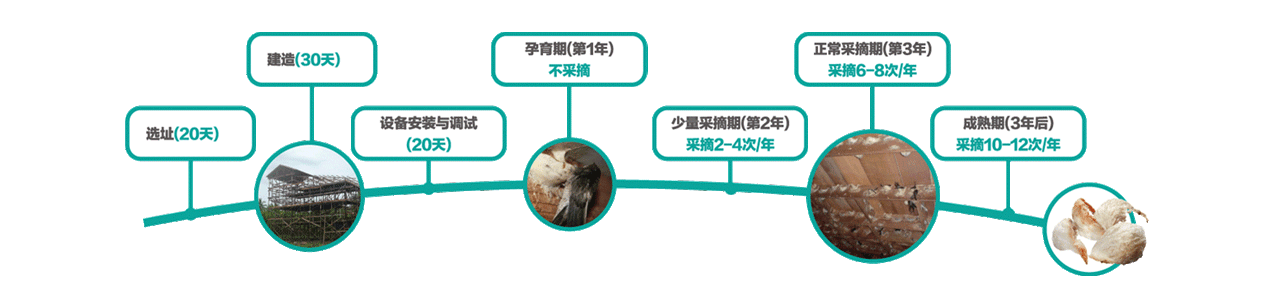 选址(20天)
建造(30天)
设备安装与调试
(20天)
孕育期(第1年)
不采摘
少量采摘期(第2年)
采摘2-4次/年
正常采摘期(第3年)
采摘6-8次/年
成熟期(3年后)
采摘10-12次/年